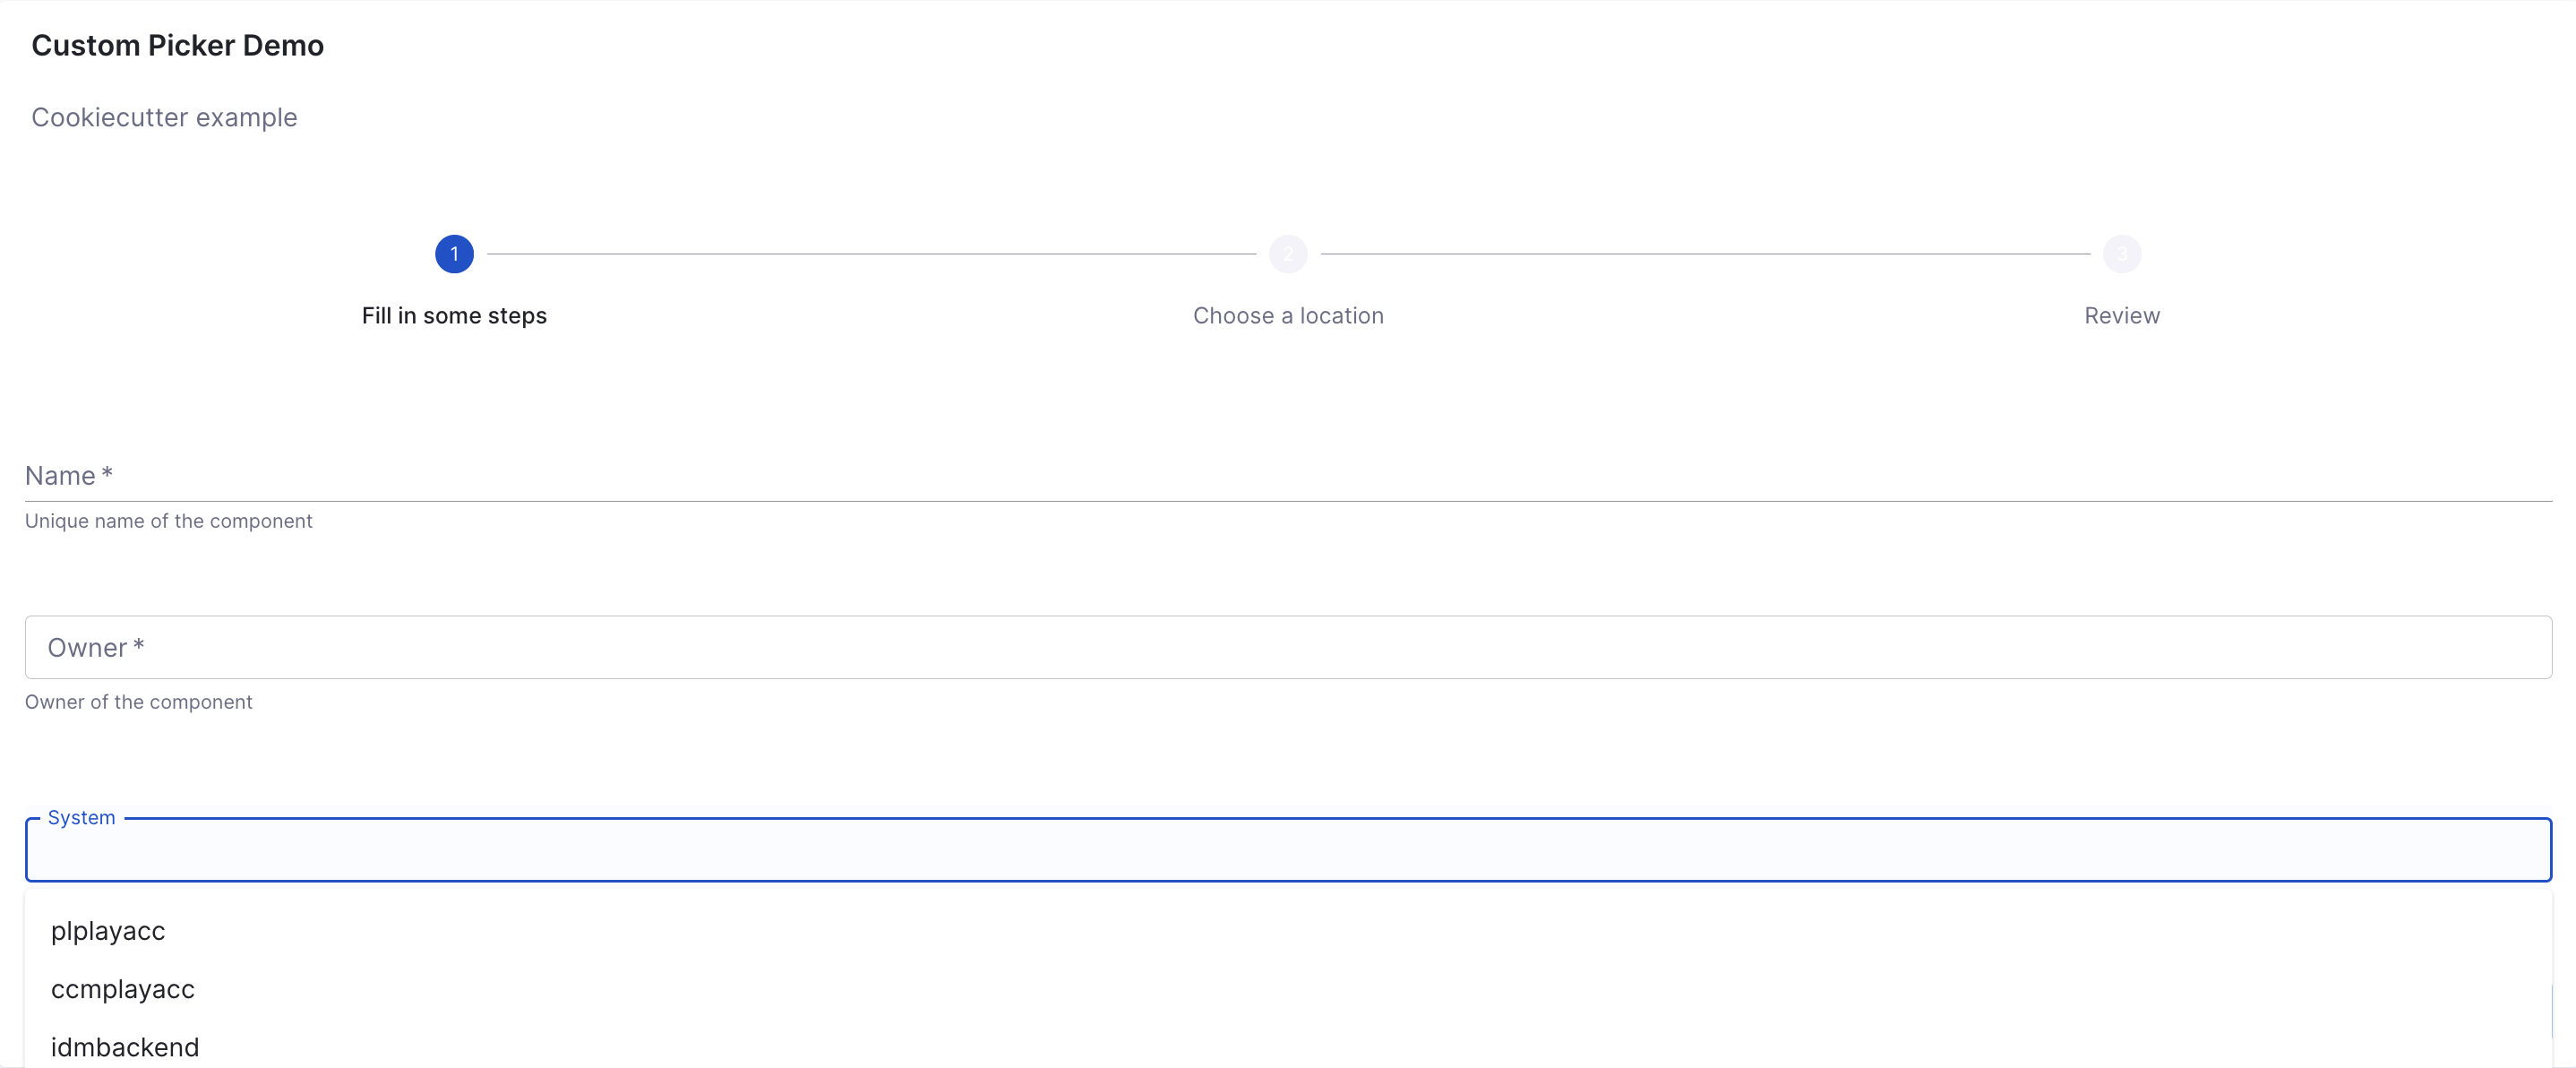 Custom Picker Demo
Cookiecutter example
1 2 3
Fill in some steps Choose a location Review
Name *
Unique name of the component
Owner *
Owner of the component
System
plplayacc
ccmplayacc
idmbackend